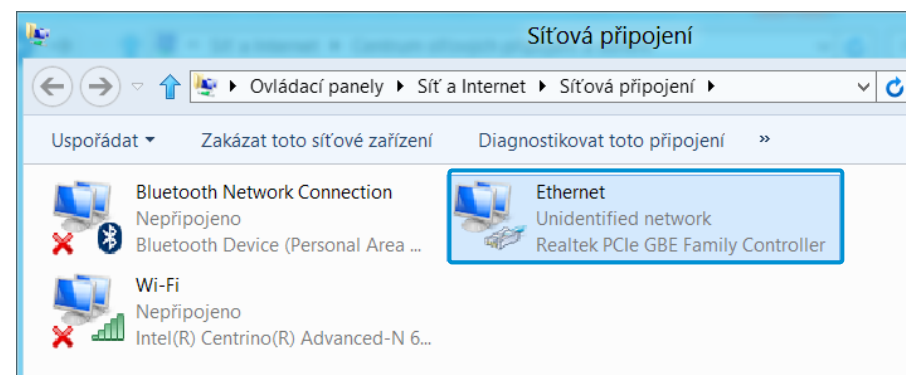 Síťová připojení
Ovládací panely Síť a Internet Síťová připojení
Uspořádat Zakázat toto síťové zařízení Diagnostikovat toto připojení »
Bluetooth Network Connection
Nepřipojeno
Bluetooth Device (Personal Area ...
Ethernet
Unidentified network
Realtek PCIe GBE Family Controller
Wi-Fi
Nepřipojeno
Intel(R) Centrino(R) Advanced-N 6...